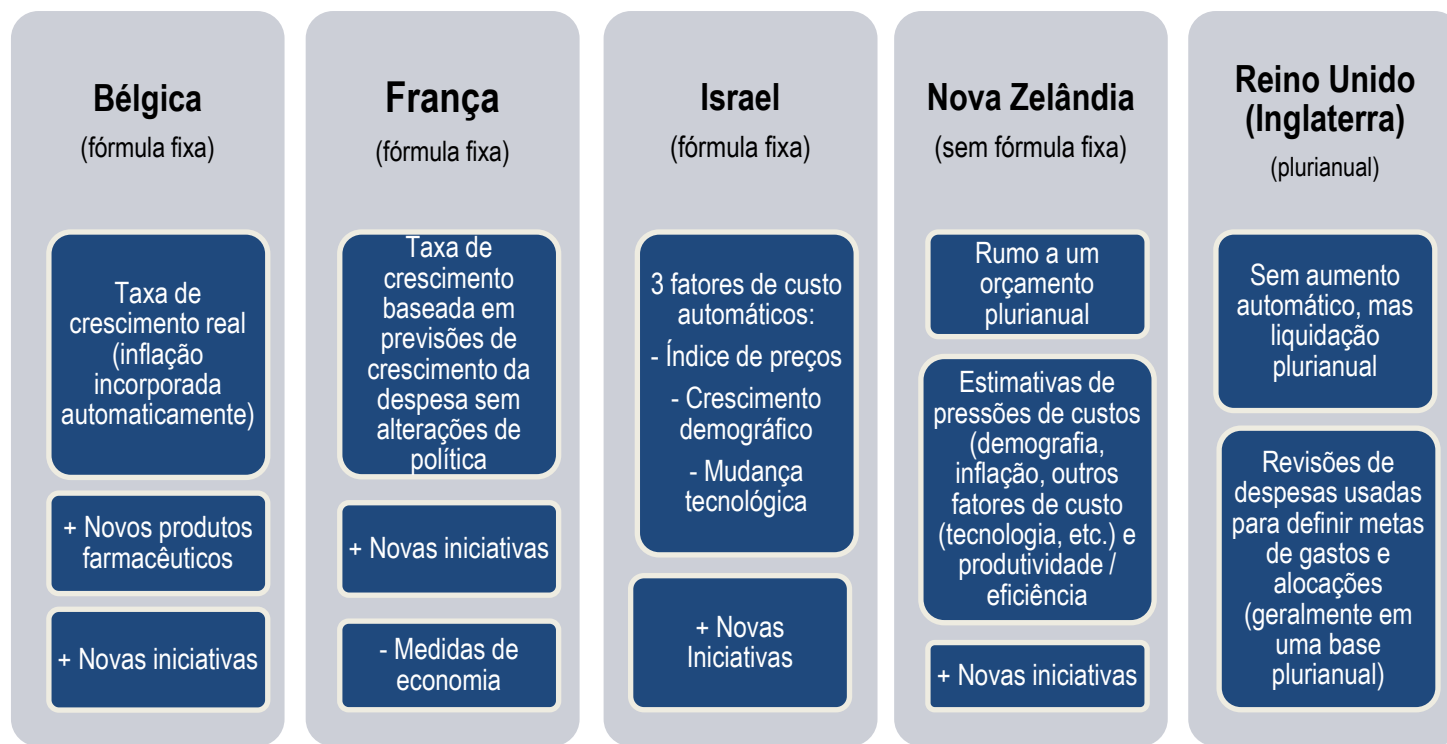 Bélgica
(fórmula fixa)
Taxa de
crescimento real
(inflação
incorporada
automaticamente)
+ Novos produtos
farmacêuticos
+ Novas iniciativas
França
(fórmula fixa)
Taxa de
crescimento
baseada em
previsões de
crescimento da
despesa sem
alterações de
política
+ Novas iniciativas
- Medidas de
economia
Israel
(fórmula fixa)
3 fatores de custo
automáticos:
- Índice de preços
- Crescimento
demográfico
- Mudança
tecnológica
+ Novas
Iniciativas
Nova Zelândia
(sem fórmula fixa)
Rumo a um
orçamento
plurianual
Estimativas de
pressões de custos
(demografia,
inflação, outros
fatores de custo
(tecnologia, etc.) e
produtividade /
eficiência
+ Novas iniciativas
Reino Unido
(Inglaterra)
(plurianual)
Sem aumento
automático, mas
liquidação
plurianual
Revisões de
despesas usadas
para definir metas
de gastos e
alocações
(geralmente em
uma base
plurianual)